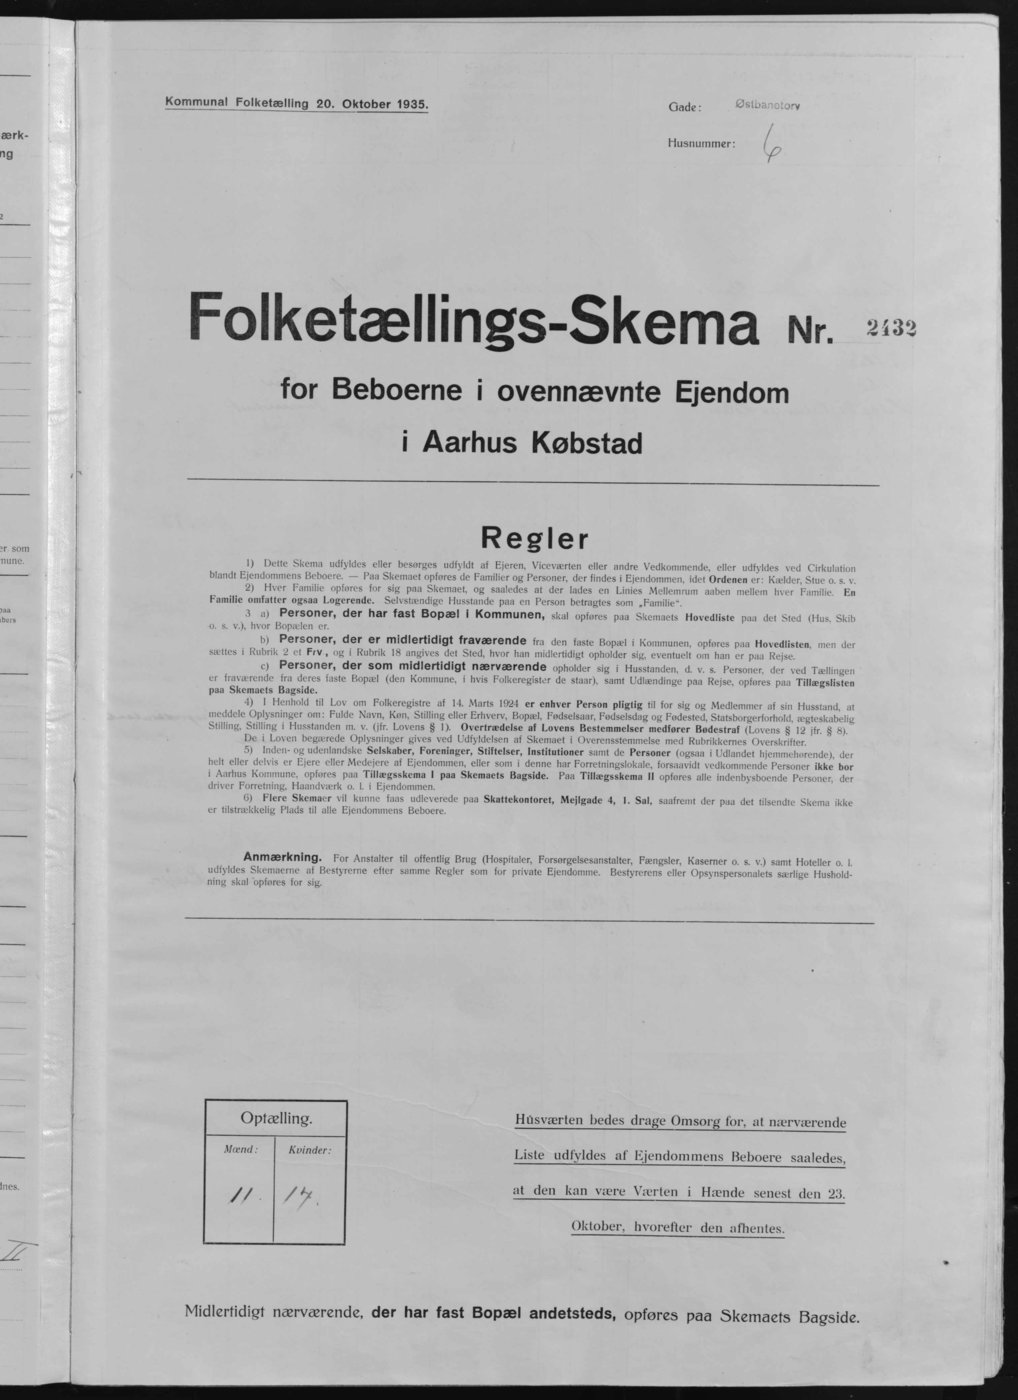 ærk-
ng
2
er som
mune.
paa
bers
dnes.
II
Kommunal Folketælling 20. Oktober 1935.
Gade: Østbanetorv
Husnummer: 6
Folketællings-Skema Nr. 2432
for Beboerne i ovennævnte Ejendom
i Aarhus Købstad
Regler
1) Dette Skema udfyldes eller besørges udfyldt af Ejeren, Viceværten eller andre Vedkommende, eller udfyldes ved Cirkulation
blandt Ejendommens Beboere. — Paa Skemaet opføres de Familier og Personer, der findes i Ejendommen, idet Ordenen er: Kælder, Stue o. s. v.
2) Hver Familie opføres for sig paa Skemaet, og saaledes at der lades en Linies Mellemrum aaben mellem hver Familie. En
Familie omfatter ogsaa Logerende. Selvstændige Husstande paa en Person betragtes som „Familie“.
3 a) Personer, der har fast Bopæl i Kommunen, skal opføres paa Skemaets Hovedliste paa det Sted (Hus, Skib
o. s. v.), hvor Bopælen er.
b) Personer, der er midlertidigt fraværende fra den faste Bopæl i Kommunen, opføres paa Hovedlisten, men der
sættes i Rubrik 2 et Frv, og i Rubrik 18 angives det Sted, hvor han midlertidigt opholder sig, eventuelt om han er paa Rejse.
c) Personer, der som midlertidigt nærværende opholder sig i Husstanden, d. v. s. Personer, der ved Tællingen
er fraværende fra deres faste Bopæl (den Kommune, i hvis Folkeregister de staar), samt Udlændinge paa Rejse, opføres paa Tillægslisten
paa Skemaets Bagside.
4) I Henhold til Lov om Folkeregistre af 14. Marts 1924 er enhver Person pligtig til for sig og Medlemmer af sin Husstand, at
meddele Oplysninger om: Fulde Navn, Køn, Stilling eller Erhverv, Bopæl, Fødselsaar, Fødselsdag og Fødested, Statsborgerforhold, ægteskabelig
Stilling, Stilling i Husstanden m. v. (jfr. Lovens § 1). Overtrædelse af Lovens Bestemmelser medfører Bødestraf (Lovens § 12 jfr. § 8).
De i Loven begærede Oplysninger gives ved Udfyldelsen af Skemaet i Overensstemmelse med Rubrikkernes Overskrifter.
5) Inden- og udenlandske Selskaber, Foreninger, Stiftelser, Institutioner samt de Personer (ogsaa i Udlandet hjemmehørende), der
helt eller delvis er Ejere eller Medejere af Ejendommen, eller som i denne har Forretningslokale, forsaavidt vedkommende Personer ikke bor
i Aarhus Kommune, opføres paa Tillægsskema I paa Skemaets Bagside. Paa Tillægsskema II opføres alle indenbysboende Personer, der
driver Forretning, Haandværk o. l. i Ejendommen.
6) Flere Skemaer vil kunne faas udleverede paa Skattekontoret, Mejlgade 4, 1. Sal, saafremt der paa det tilsendte Skema ikke
er tilstrækkelig Plads til alle Ejendommens Beboere.
Anmærkning. For Anstalter til offentlig Brug (Hospitaler, Forsørgelsesanstalter, Fængsler, Kaserner o. s. v.) samt Hoteller o. l.
udfyldes Skemaerne af Bestyrerne efter samme Regler som for private Ejendomme. Bestyrerens eller Opsynspersonalets særlige Hushold-
ning skal opføres for sig.
Optælling.
Mænd: Kvinder:
11. 17.
Husværten bedes drage Omsorg for, at nærværende
Liste udfyldes af Ejendommens Beboere saaledes,
at den kan være Værten i Hænde senest den 23.
Oktober, hvorefter den afhentes.
Midlertidigt nærværende, der har fast Bopæl andetsteds, opføres paa Skemaets Bagside.